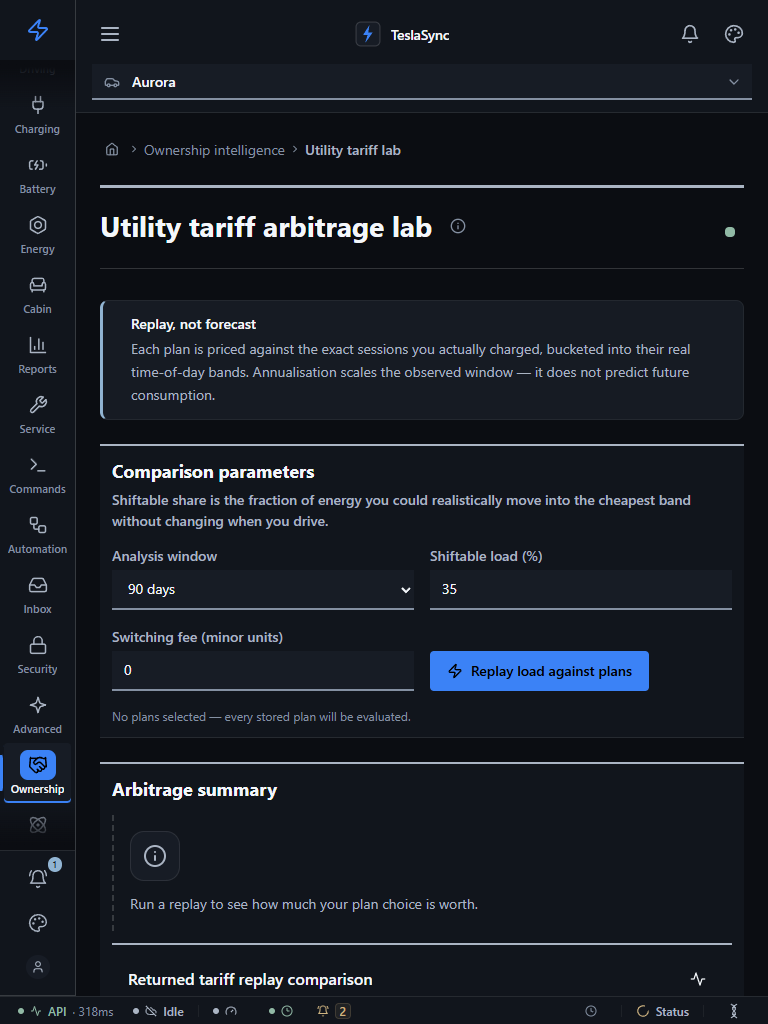 TeslaSync
Aurora
Driving
Charging
Battery
Energy
Cabin
Reports
Service
Commands
Automation
Inbox
Security
Advanced
Ownership
1
Ownership intelligence
Utility tariff lab
Utility tariff arbitrage lab
Replay, not forecast
Each plan is priced against the exact sessions you actually charged, bucketed into their real
time-of-day bands. Annualisation scales the observed window — it does not predict future
consumption.
Comparison parameters
Shiftable share is the fraction of energy you could realistically move into the cheapest band
without changing when you drive.
Analysis window
90 days
Shiftable load (%)
35
Switching fee (minor units)
0
Replay load against plans
No plans selected — every stored plan will be evaluated.
Arbitrage summary
Run a replay to see how much your plan choice is worth.
Returned tariff replay comparison
API · 318ms
Idle
2
Status